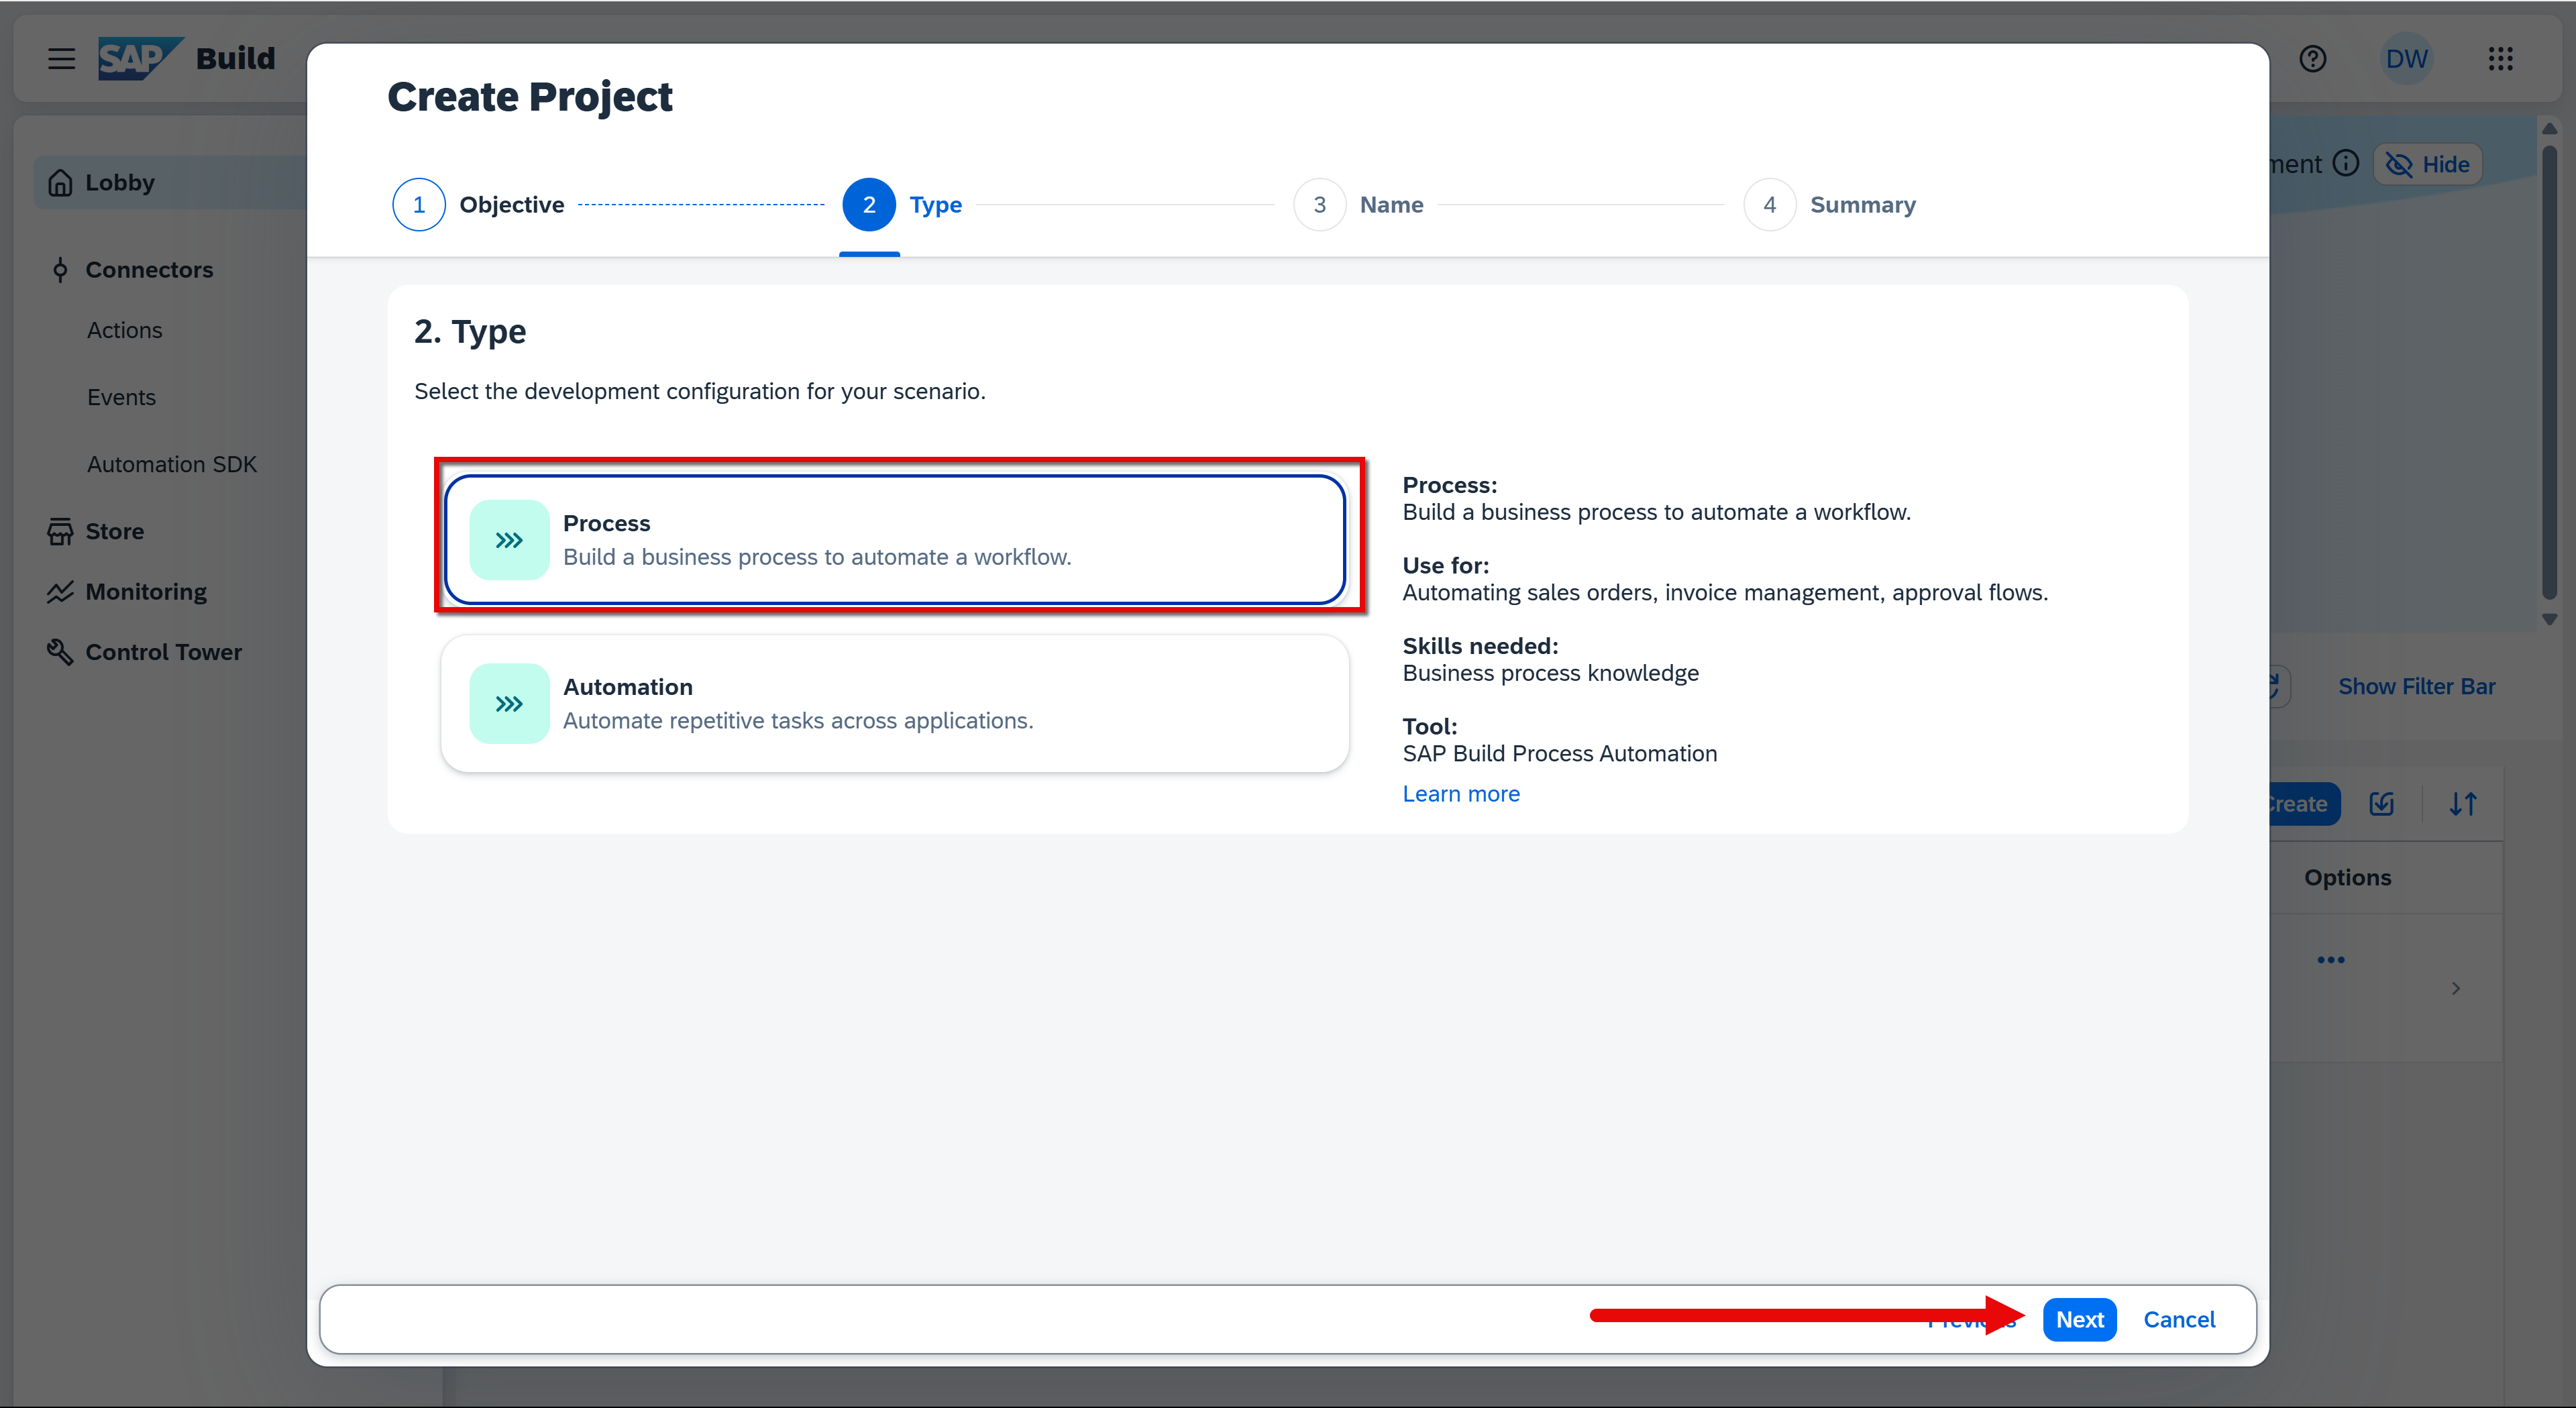 SAP Build
DW
Lobby
Connectors
Actions
Events
Automation SDK
Store
Monitoring
Control Tower
Create Project
1 Objective 2 Type 3 Name 4 Summary
2. Type
Select the development configuration for your scenario.
Process
Build a business process to automate a workflow.
Automation
Automate repetitive tasks across applications.
Process:
Build a business process to automate a workflow.
Use for:
Automating sales orders, invoice management, approval flows.
Skills needed:
Business process knowledge
Tool:
SAP Build Process Automation
Learn more
Next Cancel
Hide
Show Filter Bar
Create
Options